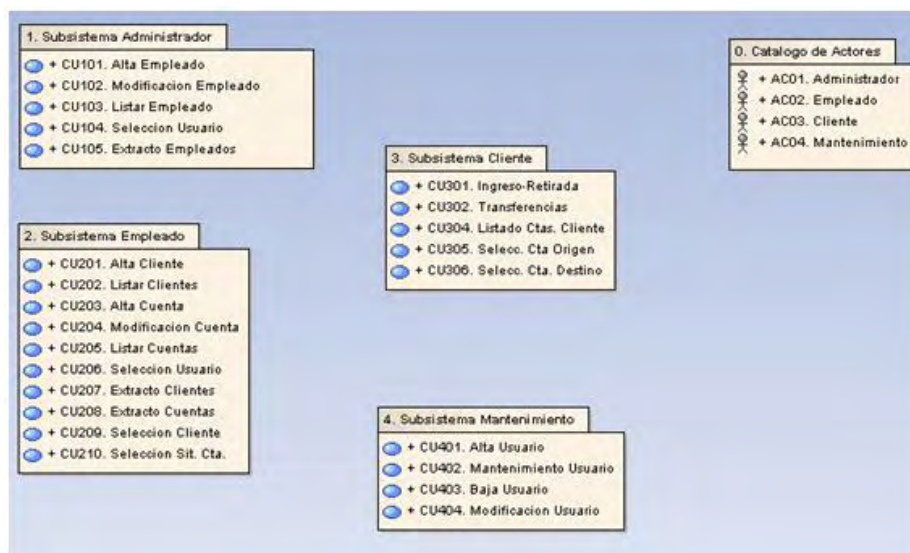 1. Subsistema Administrador
+ CU101. Alta Empleado
+ CU102. Modificacion Empleado
+ CU103. Listar Empleado
+ CU104. Seleccion Usuario
+ CU105. Extracto Empleados
0. Catalogo de Actores
+ AC01. Administrador
+ AC02. Empleado
+ AC03. Cliente
+ AC04. Mantenimiento
3. Subsistema Cliente
+ CU301. Ingreso-Retirada
+ CU302. Transferencias
+ CU304. Listado Ctas. Cliente
+ CU305. Selecc. Cta Origen
+ CU306. Selecc. Cta. Destino
2. Subsistema Empleado
+ CU201. Alta Cliente
+ CU202. Listar Clientes
+ CU203. Alta Cuenta
+ CU204. Modificacion Cuenta
+ CU205. Listar Cuentas
+ CU206. Seleccion Usuario
+ CU207. Extracto Clientes
+ CU208. Extracto Cuentas
+ CU209. Seleccion Cliente
+ CU210. Seleccion Sit. Cta.
4. Subsistema Mantenimiento
+ CU401. Alta Usuario
+ CU402. Mantenimiento Usuario
+ CU403. Baja Usuario
+ CU404. Modificacion Usuario